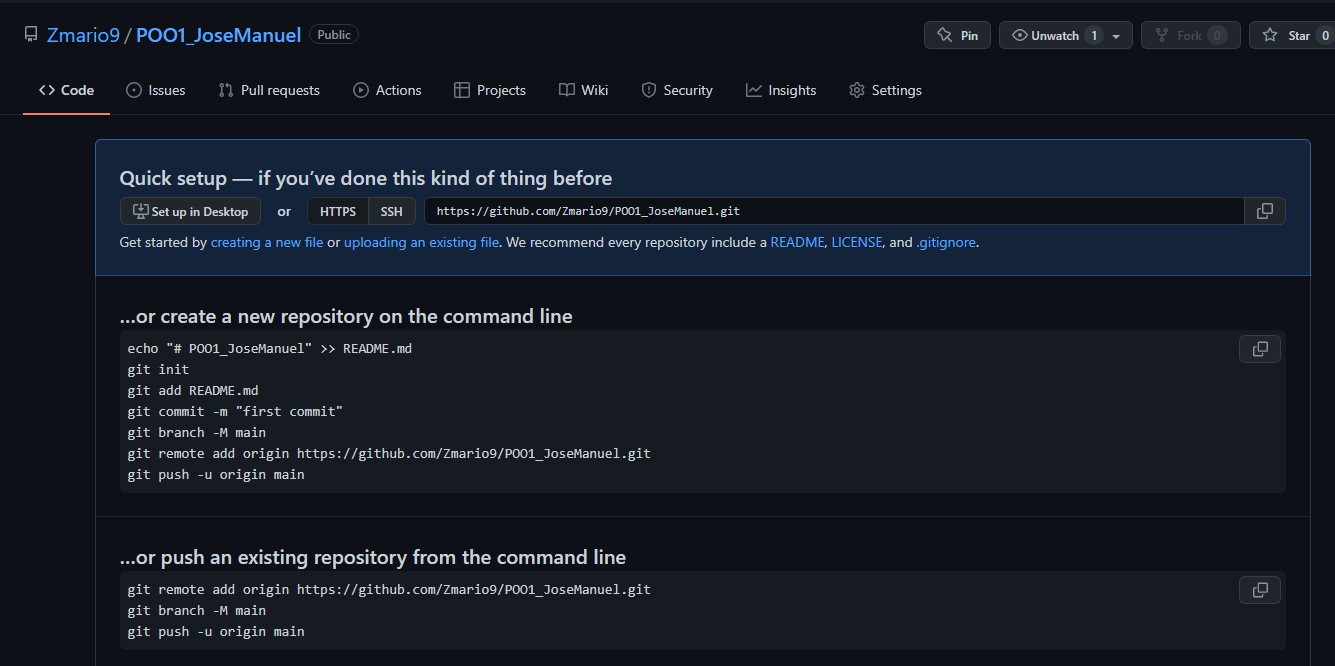 Zmario9 / POO1_JoseManuel Public
Pin Unwatch 1 Fork 0 Star 0
Code Issues Pull requests Actions Projects Wiki Security Insights Settings
Quick setup — if you’ve done this kind of thing before
Set up in Desktop or HTTPS SSH https://github.com/Zmario9/POO1_JoseManuel.git
Get started by creating a new file or uploading an existing file. We recommend every repository include a README, LICENSE, and .gitignore.
…or create a new repository on the command line
echo "# POO1_JoseManuel" >> README.md
git init
git add README.md
git commit -m "first commit"
git branch -M main
git remote add origin https://github.com/Zmario9/POO1_JoseManuel.git
git push -u origin main
…or push an existing repository from the command line
git remote add origin https://github.com/Zmario9/POO1_JoseManuel.git
git branch -M main
git push -u origin main